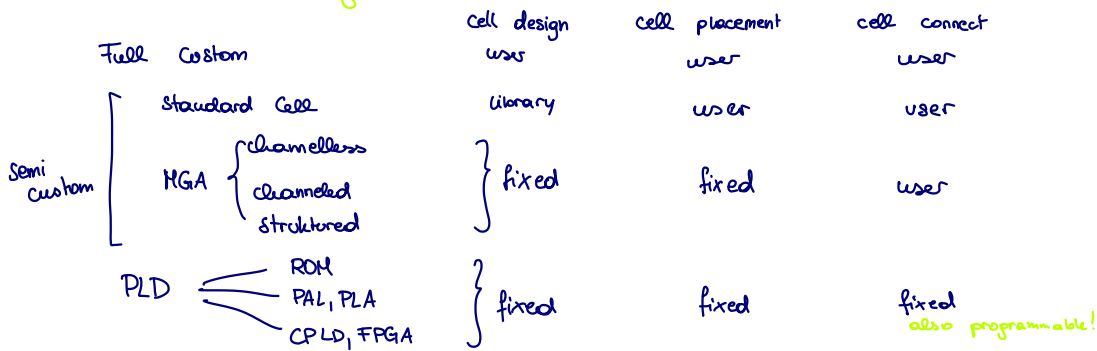 cell design cell placement cell connect
Full Custom user user user
Standard Cell library user user
semi custom
MGA
channelless
channeled
struktured
fixed fixed user
PLD
ROM
PAL, PLA
CPLD, FPGA
fixed fixed fixed
also programmable!